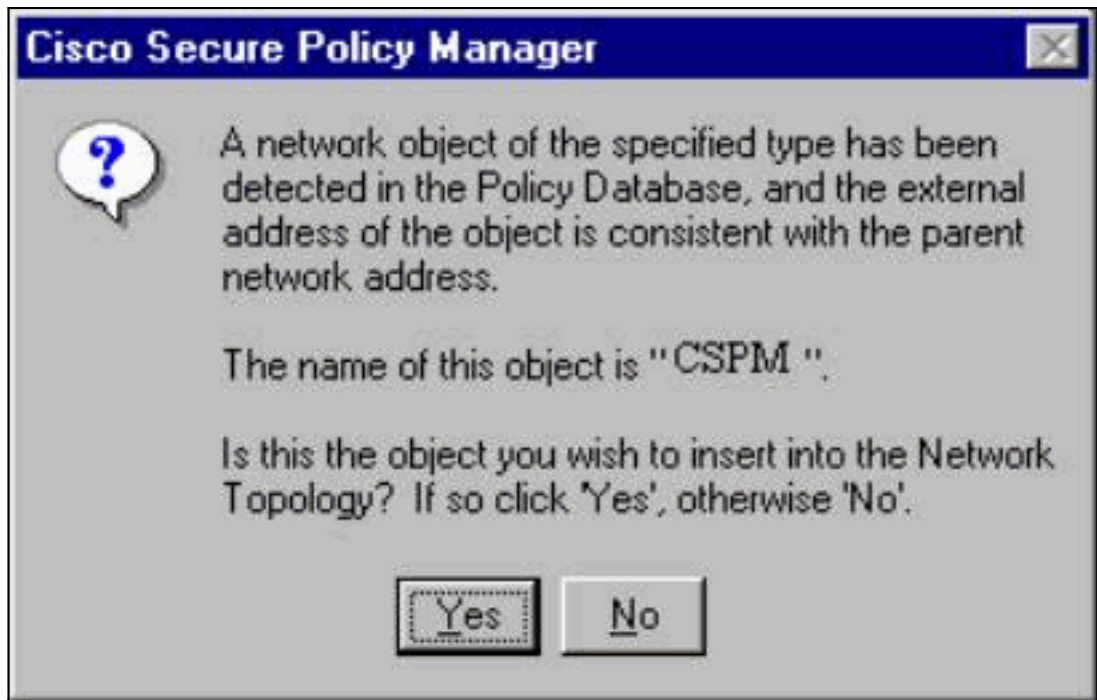 Cisco Secure Policy Manager
?
A network object of the specified type has been
detected in the Policy Database, and the external
address of the object is consistent with the parent
network address.
The name of this object is "CSPM ".
Is this the object you wish to insert into the Network
Topology? If so click 'Yes', otherwise 'No'.
Yes
No